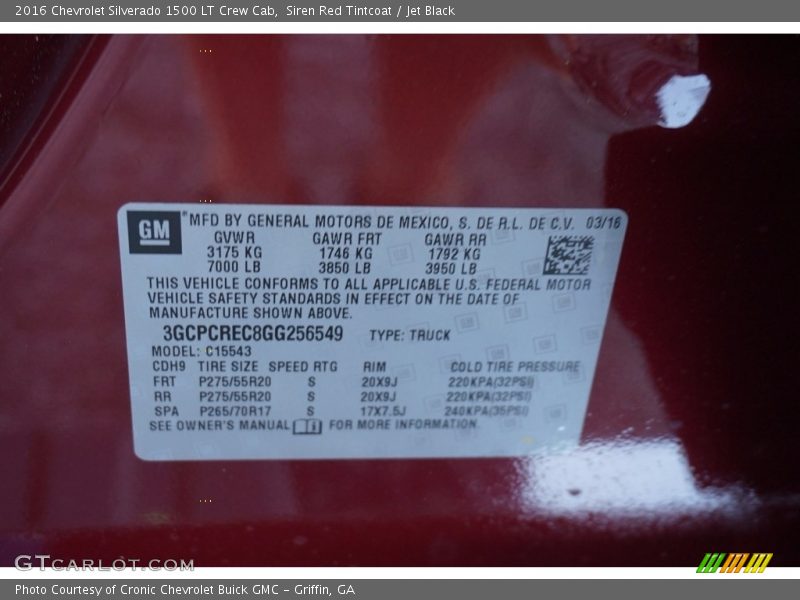 2016 Chevrolet Silverado 1500 LT Crew Cab, Siren Red Tintcoat / Jet Black
GM ® MFD BY GENERAL MOTORS DE MEXICO, S. DE R.L. DE C.V. 03/16
GVWR GAWR FRT GAWR RR
3175 KG 1746 KG 1792 KG
7000 LB 3850 LB 3950 LB
THIS VEHICLE CONFORMS TO ALL APPLICABLE U.S. FEDERAL MOTOR
VEHICLE SAFETY STANDARDS IN EFFECT ON THE DATE OF
MANUFACTURE SHOWN ABOVE.
3GCPCREC8GG256549 TYPE: TRUCK
MODEL: C15543
CDH9 TIRE SIZE SPEED RTG RIM COLD TIRE PRESSURE
FRT P275/55R20 S 20X9J 220KPA(32PSI)
RR P275/55R20 S 20X9J 220KPA(32PSI)
SPA P265/70R17 S 17X7.5J 240KPA(35PSI)
SEE OWNER'S MANUAL FOR MORE INFORMATION.
GTCARLOT.COM
Photo Courtesy of Cronic Chevrolet Buick GMC – Griffin, GA